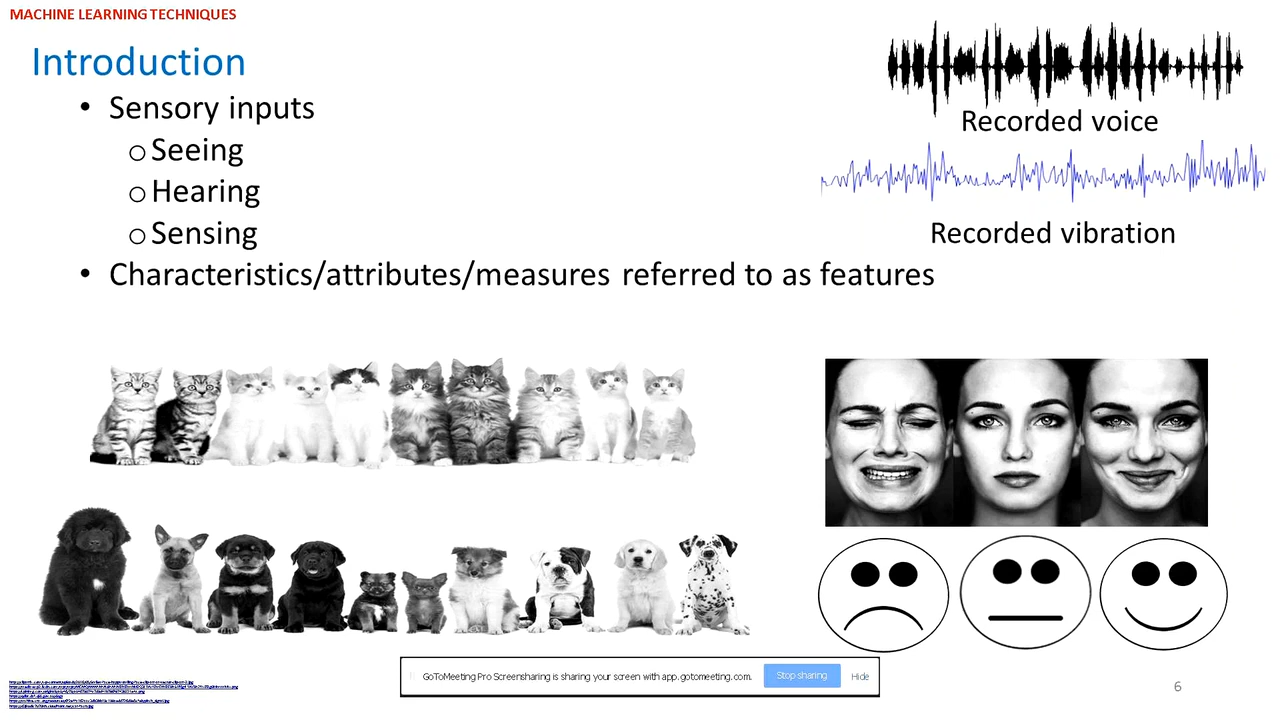 MACHINE LEARNING TECHNIQUES
Introduction
• Sensory inputs
o Seeing
o Hearing
o Sensing
• Characteristics/attributes/measures referred to as features
Recorded voice
Recorded vibration
GoToMeeting Pro Screensharing is sharing your screen with app.gotomeeting.com.
Stop sharing
Hide
6